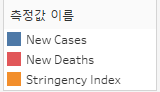 측정값 이름
New Cases
New Deaths
Stringency Index